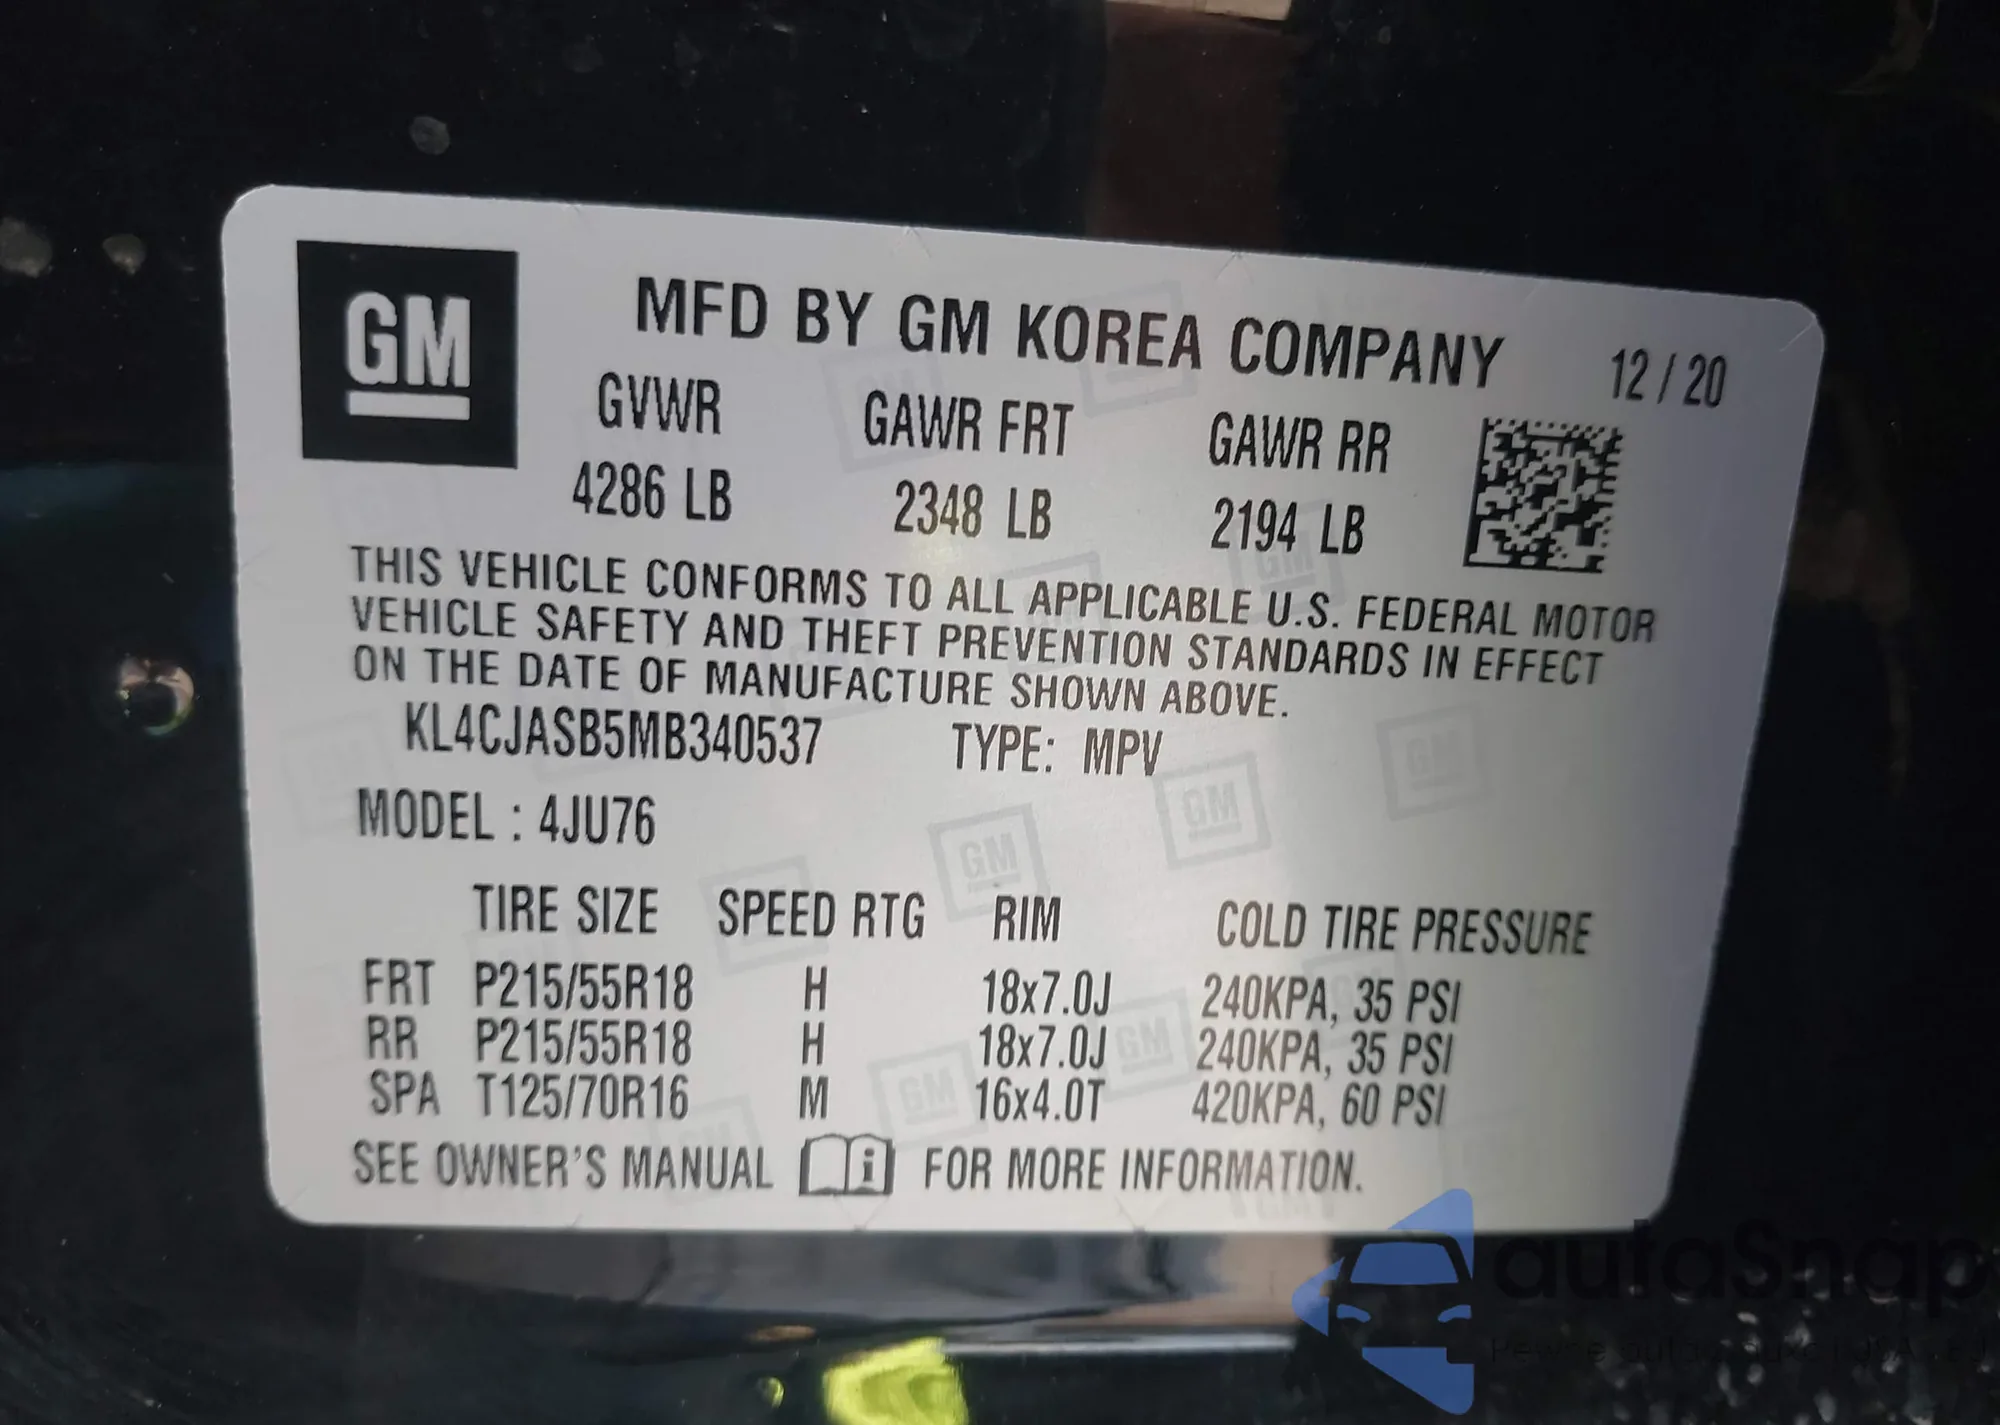 GM
MFD BY GM KOREA COMPANY 12 / 20
GVWR GAWR FRT GAWR RR
4286 LB 2348 LB 2194 LB
THIS VEHICLE CONFORMS TO ALL APPLICABLE U.S. FEDERAL MOTOR
VEHICLE SAFETY AND THEFT PREVENTION STANDARDS IN EFFECT
ON THE DATE OF MANUFACTURE SHOWN ABOVE.
KL4CJASB5MB340537 TYPE: MPV
MODEL : 4JU76
TIRE SIZE SPEED RTG RIM COLD TIRE PRESSURE
FRT P215/55R18 H 18x7.0J 240KPA, 35 PSI
RR P215/55R18 H 18x7.0J 240KPA, 35 PSI
SPA T125/70R16 M 16x4.0T 420KPA, 60 PSI
SEE OWNER'S MANUAL i FOR MORE INFORMATION.
autaSnap